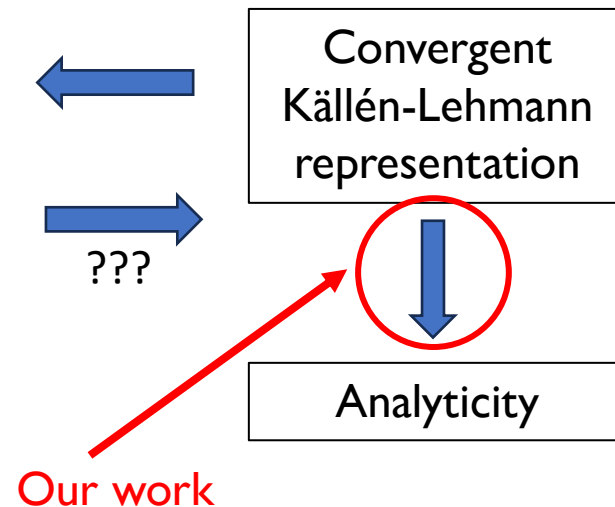 Convergent
Källén-Lehmann
representation
???
Analyticity
Our work